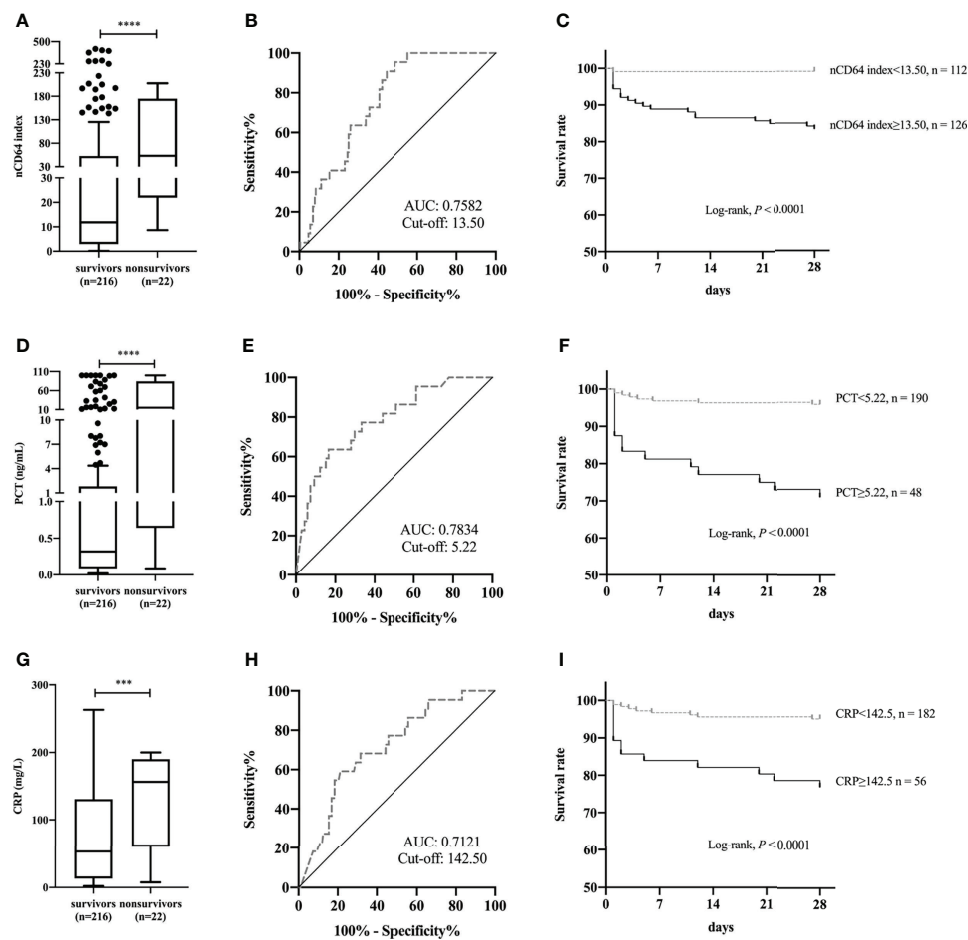 A
****
nCD64 index
500
230
230
180
130
80
30
30
20
10
0
survivors
(n=216)
nonsurvivors
(n=22)
B
Sensitivity%
100
80
60
40
20
0
AUC: 0.7582
Cut-off: 13.50
0 20 40 60 80 100
100% - Specificity%
C
Survival rate
100
90
80
70
60
50
nCD64 index<13.50, n = 112
nCD64 index≥13.50, n = 126
Log-rank, P < 0.0001
0 7 14 21 28
days
D
****
PCT (ng/mL)
110
60
10
10
7
4
1
1.0
0.5
0.0
survivors
(n=216)
nonsurvivors
(n=22)
E
Sensitivity%
100
80
60
40
20
0
AUC: 0.7834
Cut-off: 5.22
0 20 40 60 80 100
100% - Specificity%
F
Survival rate
100
90
80
70
60
50
PCT<5.22, n = 190
PCT≥5.22, n = 48
Log-rank, P < 0.0001
0 7 14 21 28
days
G
***
CRP (mg/L)
300
200
100
0
survivors
(n=216)
nonsurvivors
(n=22)
H
Sensitivity%
100
80
60
40
20
0
AUC: 0.7121
Cut-off: 142.50
0 20 40 60 80 100
100% - Specificity%
I
Survival rate
100
90
80
70
60
50
CRP<142.5, n = 182
CRP≥142.5 n = 56
Log-rank, P < 0.0001
0 7 14 21 28
days